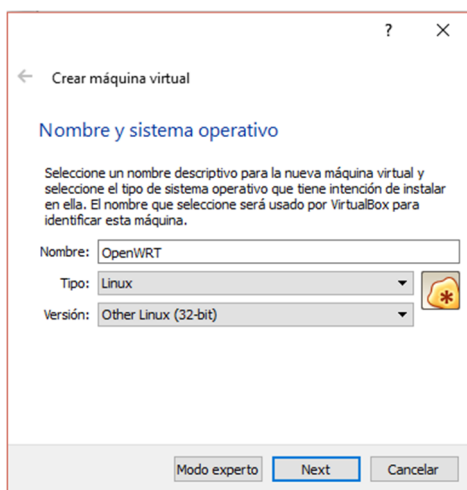 ?
Crear máquina virtual
Nombre y sistema operativo
Seleccione un nombre descriptivo para la nueva máquina virtual y
seleccione el tipo de sistema operativo que tiene intención de instalar
en ella. El nombre que seleccione será usado por VirtualBox para
identificar esta máquina.
Nombre: OpenWRT
Tipo: Linux
Versión: Other Linux (32-bit)
Modo experto Next Cancelar